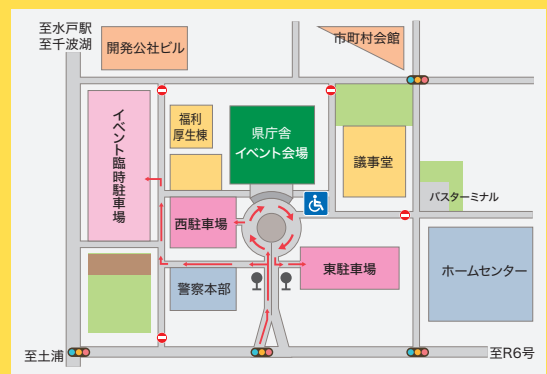 至水戸駅
至千波湖
開発公社ビル
市町村会館
イベント臨時駐車場
福利
厚生棟
県庁舎
イベント会場
議事堂
バスターミナル
西駐車場
東駐車場
ホームセンター
警察本部
至土浦
至R6号